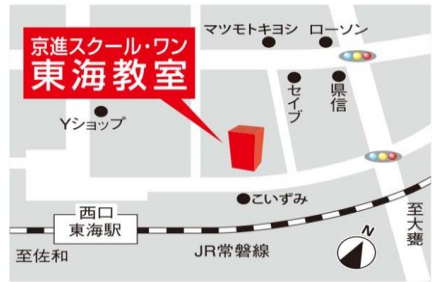 京進スクール・ワン
東海教室
マツモトキヨシ
ローソン
Yショップ
セイブ
県信
こいずみ
西口
東海駅
至佐和
JR常磐線
至大甕
N